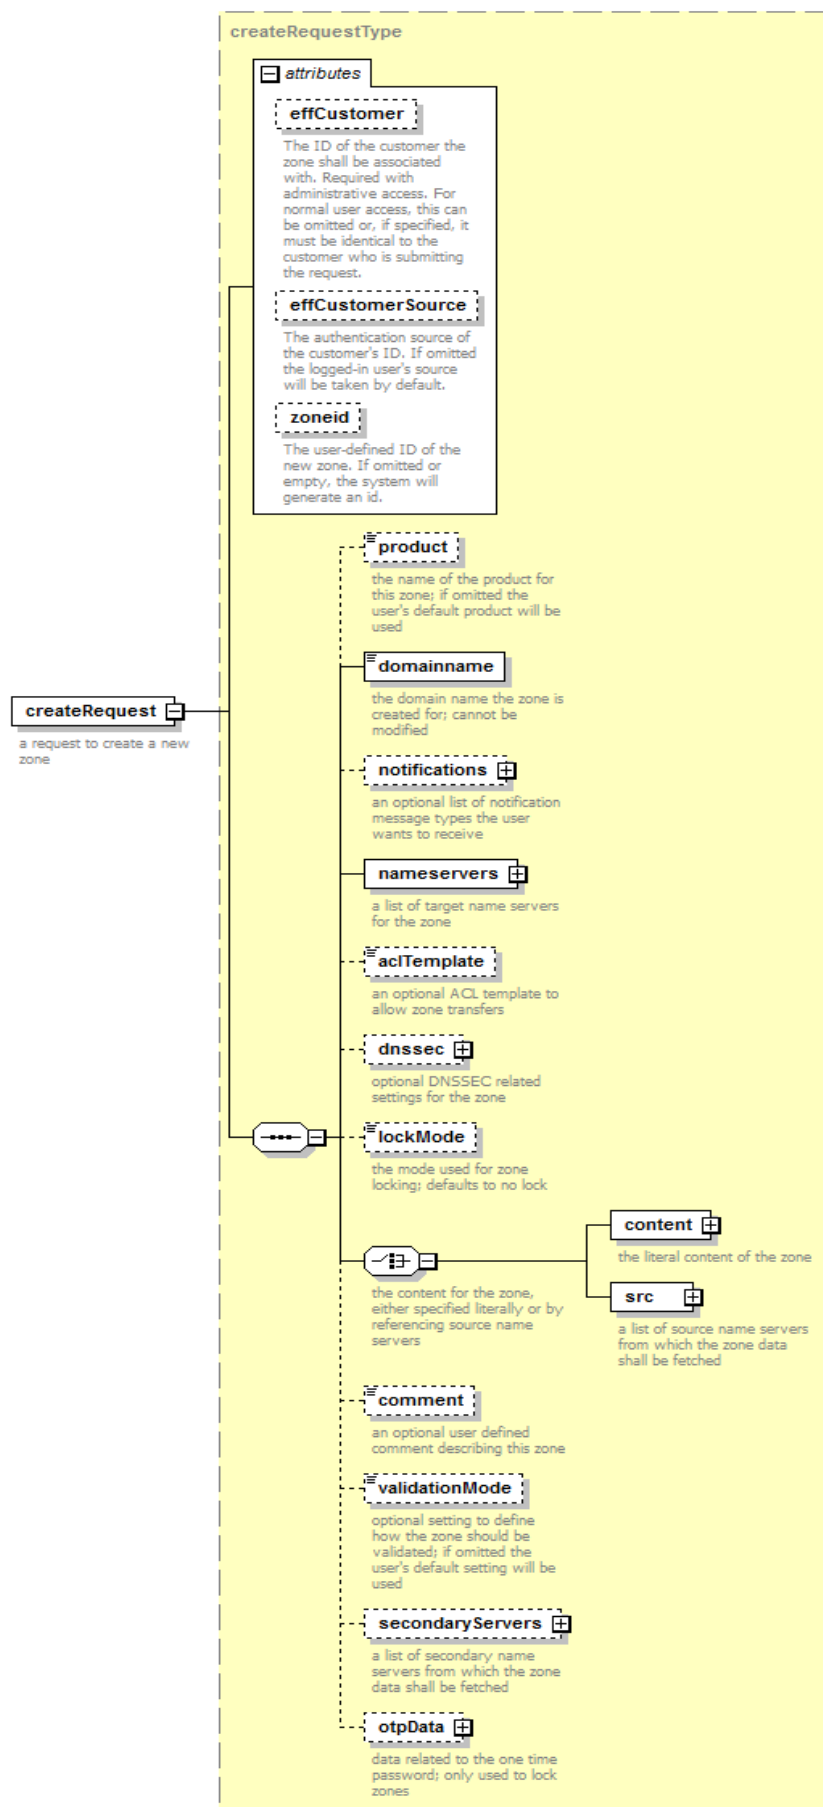 createRequestType
attributes
effCustomer
The ID of the customer the
zone shall be associated
with. Required with
administrative access. For
normal user access, this can
be omitted or, if specified, it
must be identical to the
customer who is submitting
the request.
effCustomerSource
The authentication source of
the customer's ID. If omitted
the logged-in user's source
will be taken by default.
zoneid
The user-defined ID of the
new zone. If omitted or
empty, the system will
generate an id.
product
the name of the product for
this zone; if omitted the
user's default product will be
used
domainname
the domain name the zone is
created for; cannot be
modified
createRequest
a request to create a new
zone
notifications
an optional list of notification
message types the user
wants to receive
nameservers
a list of target name servers
for the zone
aclTemplate
an optional ACL template to
allow zone transfers
dnssec
optional DNSSEC related
settings for the zone
lockMode
the mode used for zone
locking; defaults to no lock
content
the literal content of the zone
the content for the zone,
either specified literally or by
referencing source name
servers
src
a list of source name servers
from which the zone data
shall be fetched
comment
an optional user defined
comment describing this zone
validationMode
optional setting to define
how the zone should be
validated; if omitted the
user's default setting will be
used
secondaryServers
a list of secondary name
servers from which the zone
data shall be fetched
otpData
data related to the one time
password; only used to lock
zones